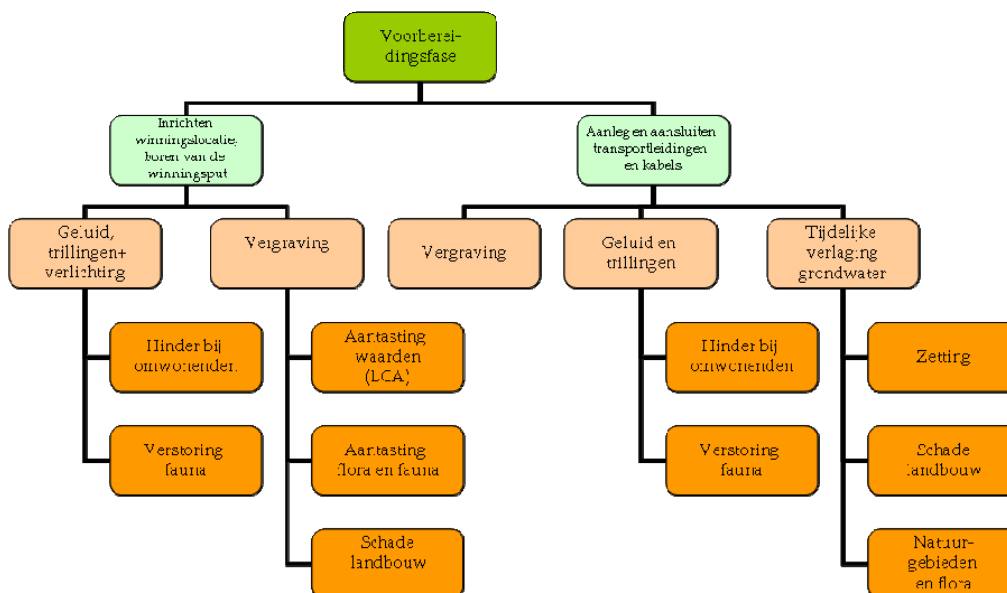 Voorberei-
dingsfase
Inrichten
winningslocatie,
boren van de
winningsput
Aanleg en aansluiten
transportleidingen
en kabels
Geluid,
trillingen+
verlichting
Vergraving
Vergraving
Geluid en
trillingen
Tijdelijke
verlaging
grondwater
Hinder bij
omwonenden
Aantasting
waarden
(LCA)
Hinder bij
omwonenden
Zetting
Verstoring
fauna
Aantasting
flora en fauna
Verstoring
fauna
Schade
landbouw
Schade
landbouw
Natuur-
gebieden
en flora